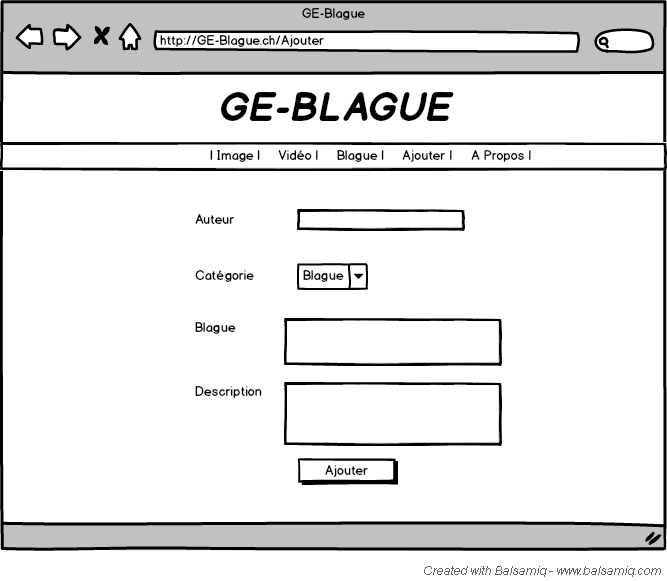 GE-Blague
http://GE-Blague.ch/Ajouter
GE-BLAGUE
| Image | Vidéo | Blague | Ajouter | A Propos |
Auteur
Catégorie Blague
Blague
Description
Ajouter
Created with Balsamiq - www.balsamiq.com